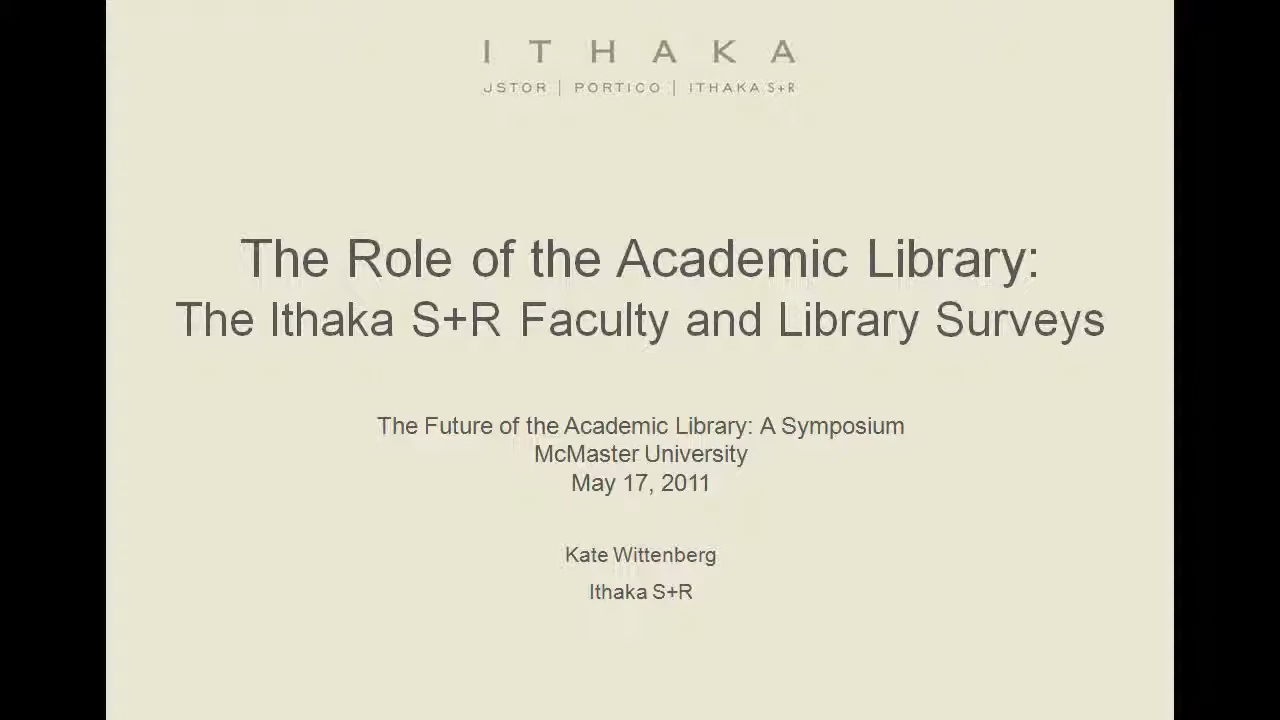 I T H A K A
JSTOR | PORTICO | ITHAKA S+R
The Role of the Academic Library:
The Ithaka S+R Faculty and Library Surveys
The Future of the Academic Library: A Symposium
McMaster University
May 17, 2011
Kate Wittenberg
Ithaka S+R